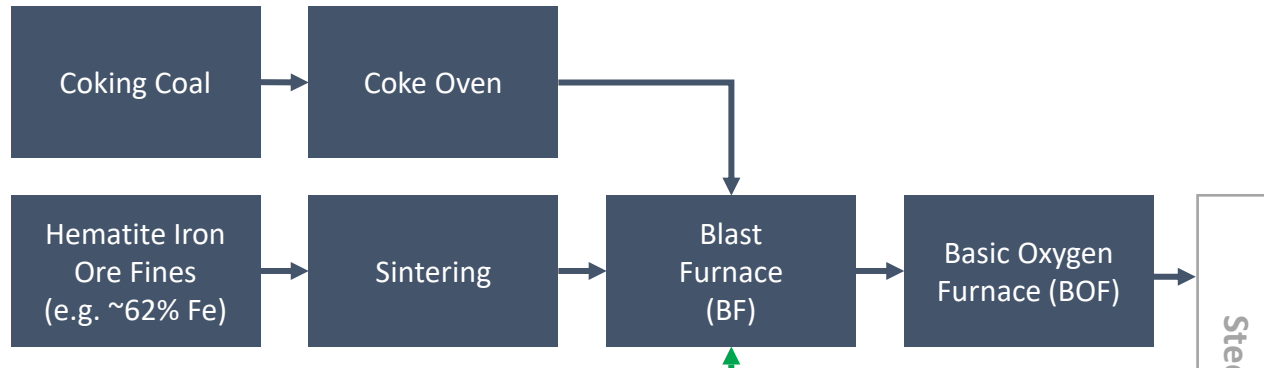 Coking Coal
Coke Oven
Hematite Iron
Ore Fines
(e.g. ~62% Fe)
Sintering
Blast
Furnace
(BF)
Basic Oxygen
Furnace (BOF)